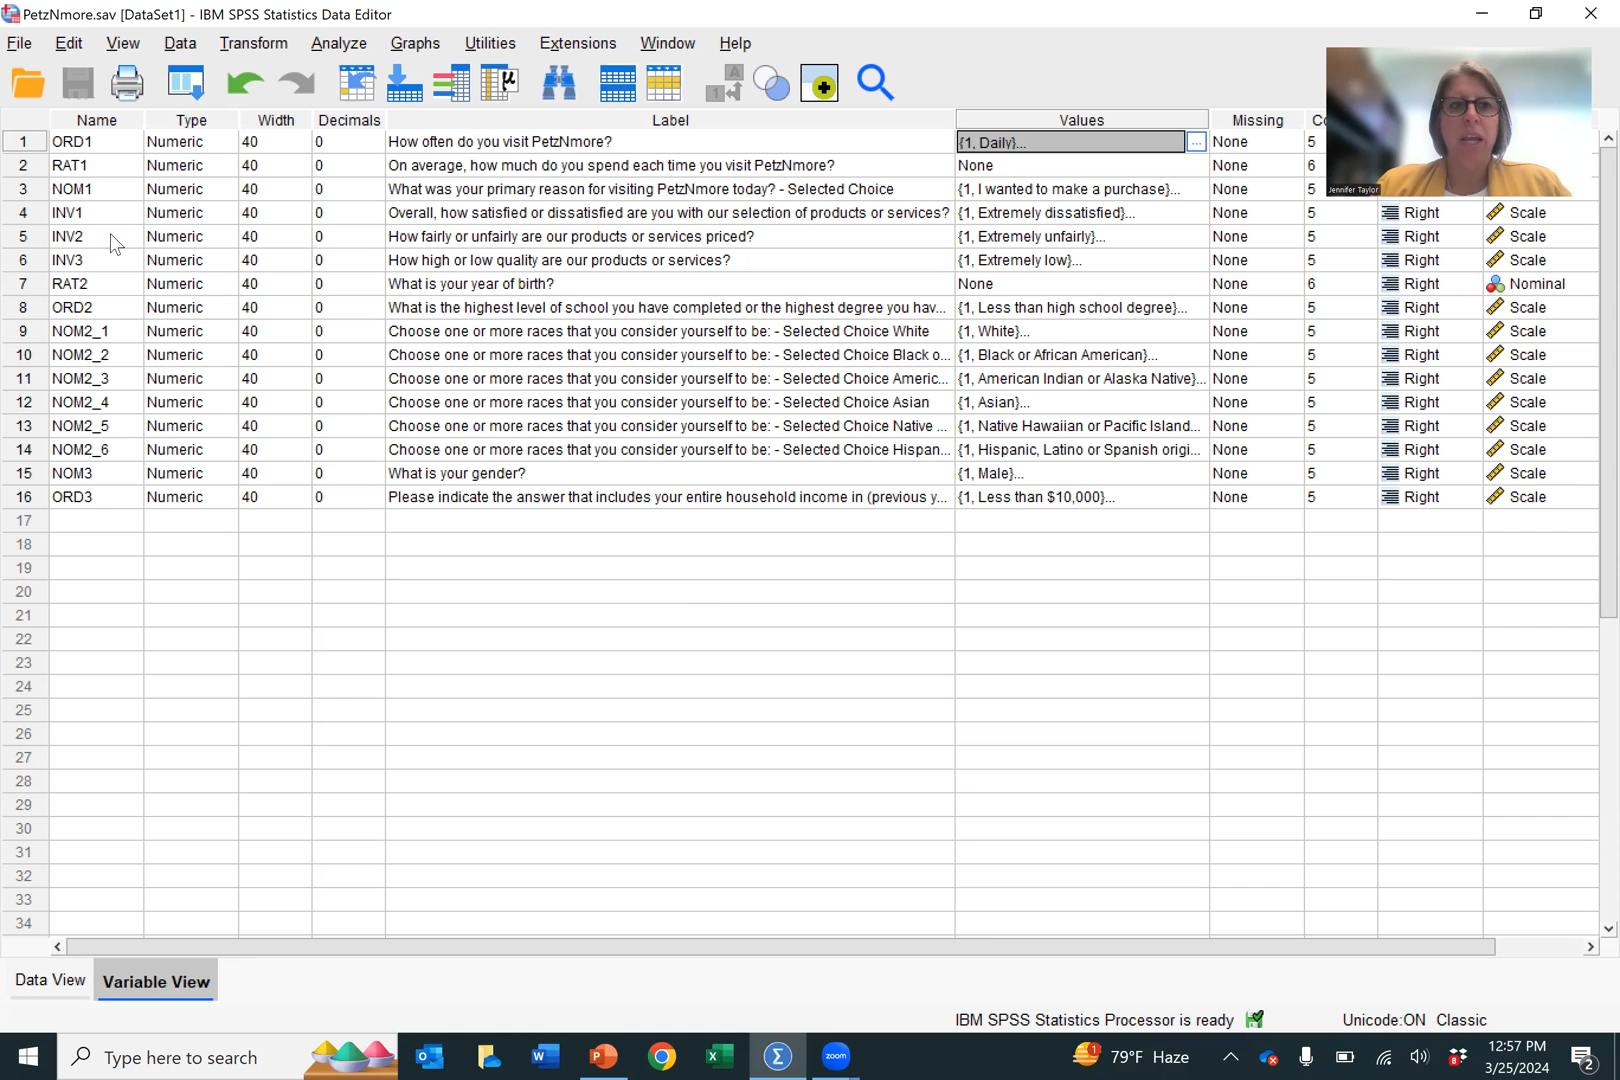 PetzNmore.sav [DataSet1] - IBM SPSS Statistics Data Editor
File Edit View Data Transform Analyze Graphs Utilities Extensions Window Help
Name Type Width Decimals Label Values Missing Co
1 ORD1 Numeric 40 0 How often do you visit PetzNmore? {1, Daily}... ... None 5
2 RAT1 Numeric 40 0 On average, how much do you spend each time you visit PetzNmore? None None 6
3 NOM1 Numeric 40 0 What was your primary reason for visiting PetzNmore today? - Selected Choice {1, I wanted to make a purchase}... None 5
Jennifer Taylor
4 INV1 Numeric 40 0 Overall, how satisfied or dissatisfied are you with our selection of products or services? {1, Extremely dissatisfied}... None 5 Right Scale
5 INV2 Numeric 40 0 How fairly or unfairly are our products or services priced? {1, Extremely unfairly}... None 5 Right Scale
6 INV3 Numeric 40 0 How high or low quality are our products or services? {1, Extremely low}... None 5 Right Scale
7 RAT2 Numeric 40 0 What is your year of birth? None None 6 Right Nominal
8 ORD2 Numeric 40 0 What is the highest level of school you have completed or the highest degree you hav... {1, Less than high school degree}... None 5 Right Scale
9 NOM2_1 Numeric 40 0 Choose one or more races that you consider yourself to be: - Selected Choice White {1, White}... None 5 Right Scale
10 NOM2_2 Numeric 40 0 Choose one or more races that you consider yourself to be: - Selected Choice Black o... {1, Black or African American}... None 5 Right Scale
11 NOM2_3 Numeric 40 0 Choose one or more races that you consider yourself to be: - Selected Choice Americ... {1, American Indian or Alaska Native}... None 5 Right Scale
12 NOM2_4 Numeric 40 0 Choose one or more races that you consider yourself to be: - Selected Choice Asian {1, Asian}... None 5 Right Scale
13 NOM2_5 Numeric 40 0 Choose one or more races that you consider yourself to be: - Selected Choice Native ... {1, Native Hawaiian or Pacific Island... None 5 Right Scale
14 NOM2_6 Numeric 40 0 Choose one or more races that you consider yourself to be: - Selected Choice Hispan... {1, Hispanic, Latino or Spanish origi... None 5 Right Scale
15 NOM3 Numeric 40 0 What is your gender? {1, Male}... None 5 Right Scale
16 ORD3 Numeric 40 0 Please indicate the answer that includes your entire household income in (previous y... {1, Less than $10,000}... None 5 Right Scale
17
18
19
20
21
22
23
24
25
26
27
28
29
30
31
32
33
34
Data View Variable View
IBM SPSS Statistics Processor is ready Unicode:ON Classic
Type here to search 79°F Haze 12:57 PM
3/25/2024